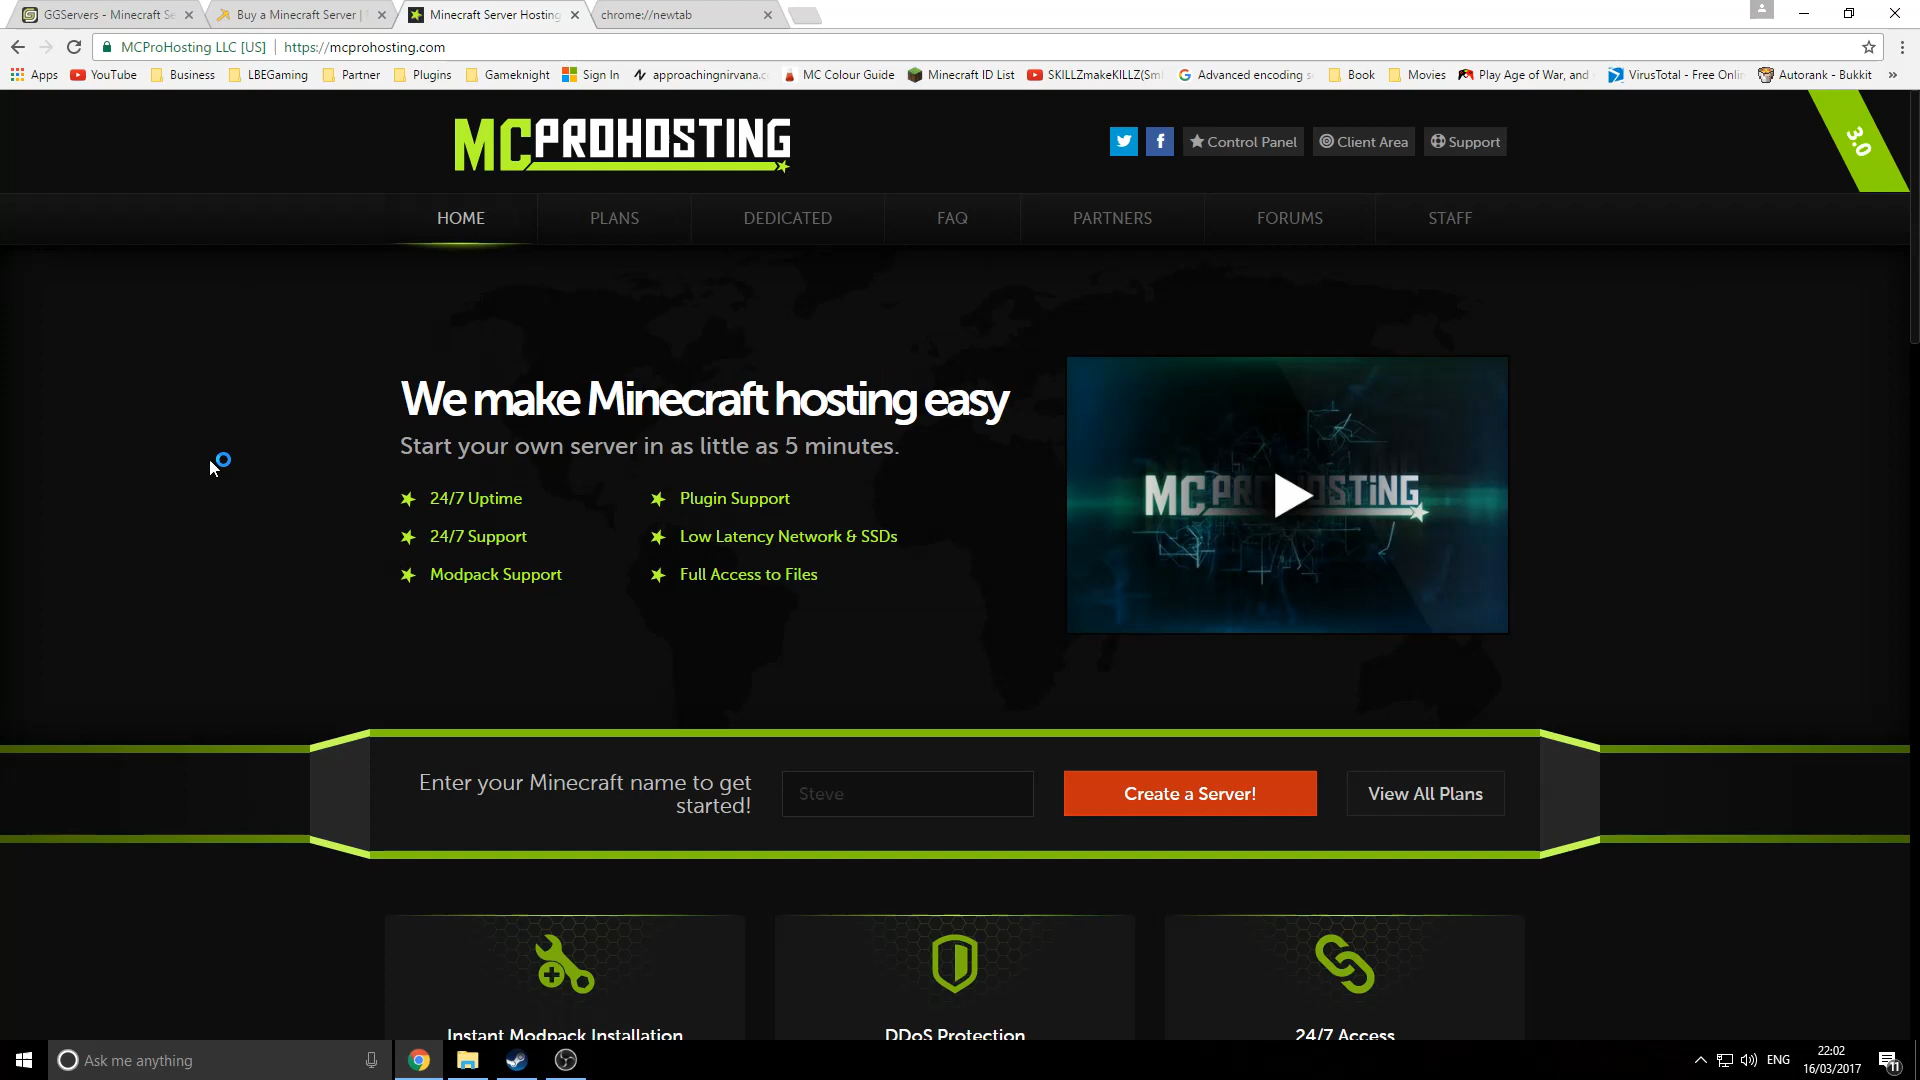 GGServers - Minecraft Se
Buy a Minecraft Server |
Minecraft Server Hosting
chrome://newtab
MCProHosting LLC [US]
https://mcprohosting.com
Apps
YouTube
Business
LBEGaming
Partner
Plugins
Gameknight
Sign In
approachingnirvana.c
MC Colour Guide
Minecraft ID List
SKILLZmakeKILLZ(Sm
Advanced encoding s
Book
Movies
Play Age of War, and
VirusTotal - Free Onli
Autorank - Bukkit
»
MCPROHOSTING
Control Panel
Client Area
Support
3.0
HOME
PLANS
DEDICATED
FAQ
PARTNERS
FORUMS
STAFF
We make Minecraft hosting easy
Start your own server in as little as 5 minutes.
24/7 Uptime
Plugin Support
24/7 Support
Low Latency Network & SSDs
Modpack Support
Full Access to Files
MCPROHOSTING
Enter your Minecraft name to get
started!
Steve
Create a Server!
View All Plans
Instant Modpack Installation
DDoS Protection
24/7 Access
Ask me anything
ENG
22:02
16/03/2017
11